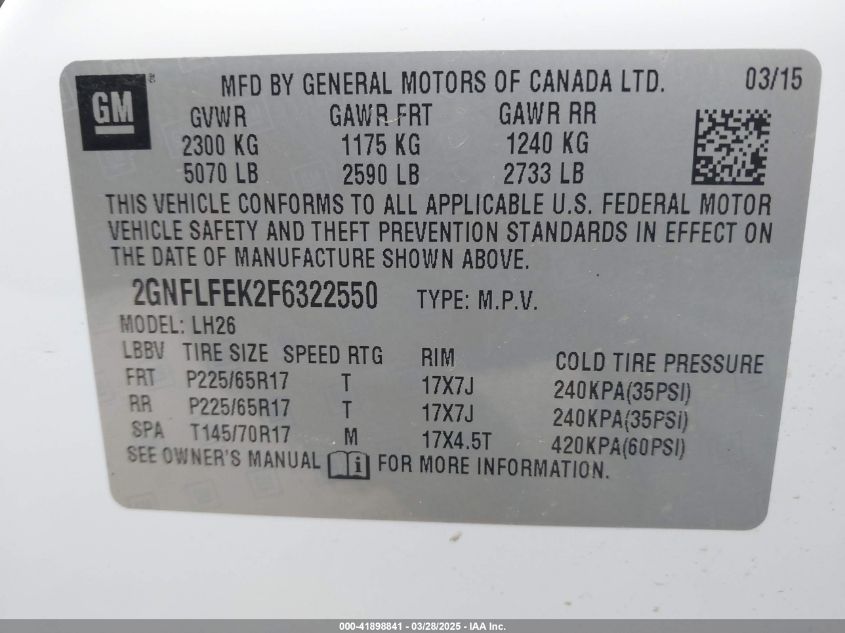 GM
MFD BY GENERAL MOTORS OF CANADA LTD. 03/15
GVWR GAWR FRT GAWR RR
2300 KG 1175 KG 1240 KG
5070 LB 2590 LB 2733 LB
THIS VEHICLE CONFORMS TO ALL APPLICABLE U.S. FEDERAL MOTOR
VEHICLE SAFETY AND THEFT PREVENTION STANDARDS IN EFFECT ON
THE DATE OF MANUFACTURE SHOWN ABOVE.
2GNFLFEK2F6322550 TYPE: M.P.V.
MODEL: LH26
LBBV TIRE SIZE SPEED RTG RIM COLD TIRE PRESSURE
FRT P225/65R17 T 17X7J 240KPA(35PSI)
RR P225/65R17 T 17X7J 240KPA(35PSI)
SPA T145/70R17 M 17X4.5T 420KPA(60PSI)
SEE OWNER'S MANUAL i FOR MORE INFORMATION.
000-41898841 - 03/28/2025 - IAA Inc.